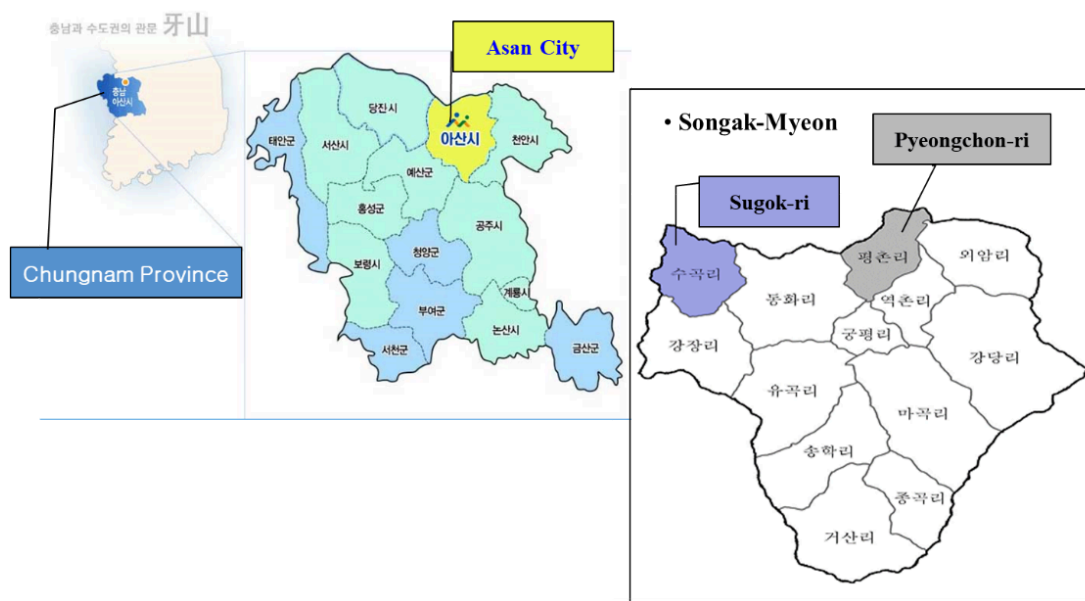 충남과 수도권의 관문 牙山
충남
아산시
Chungnam Province
Asan City
당진시
아산시
천안시
태안군
서산시
예산군
홍성군
공주시
청양군
보령시
계룡시
부여군
논산시
서천군
금산군
• Songak-Myeon
Pyeongchon-ri
Sugok-ri
수곡리
평촌리
외암리
동화리
역촌리
궁평리
강장리
강당리
유곡리
마곡리
송학리
종곡리
거산리